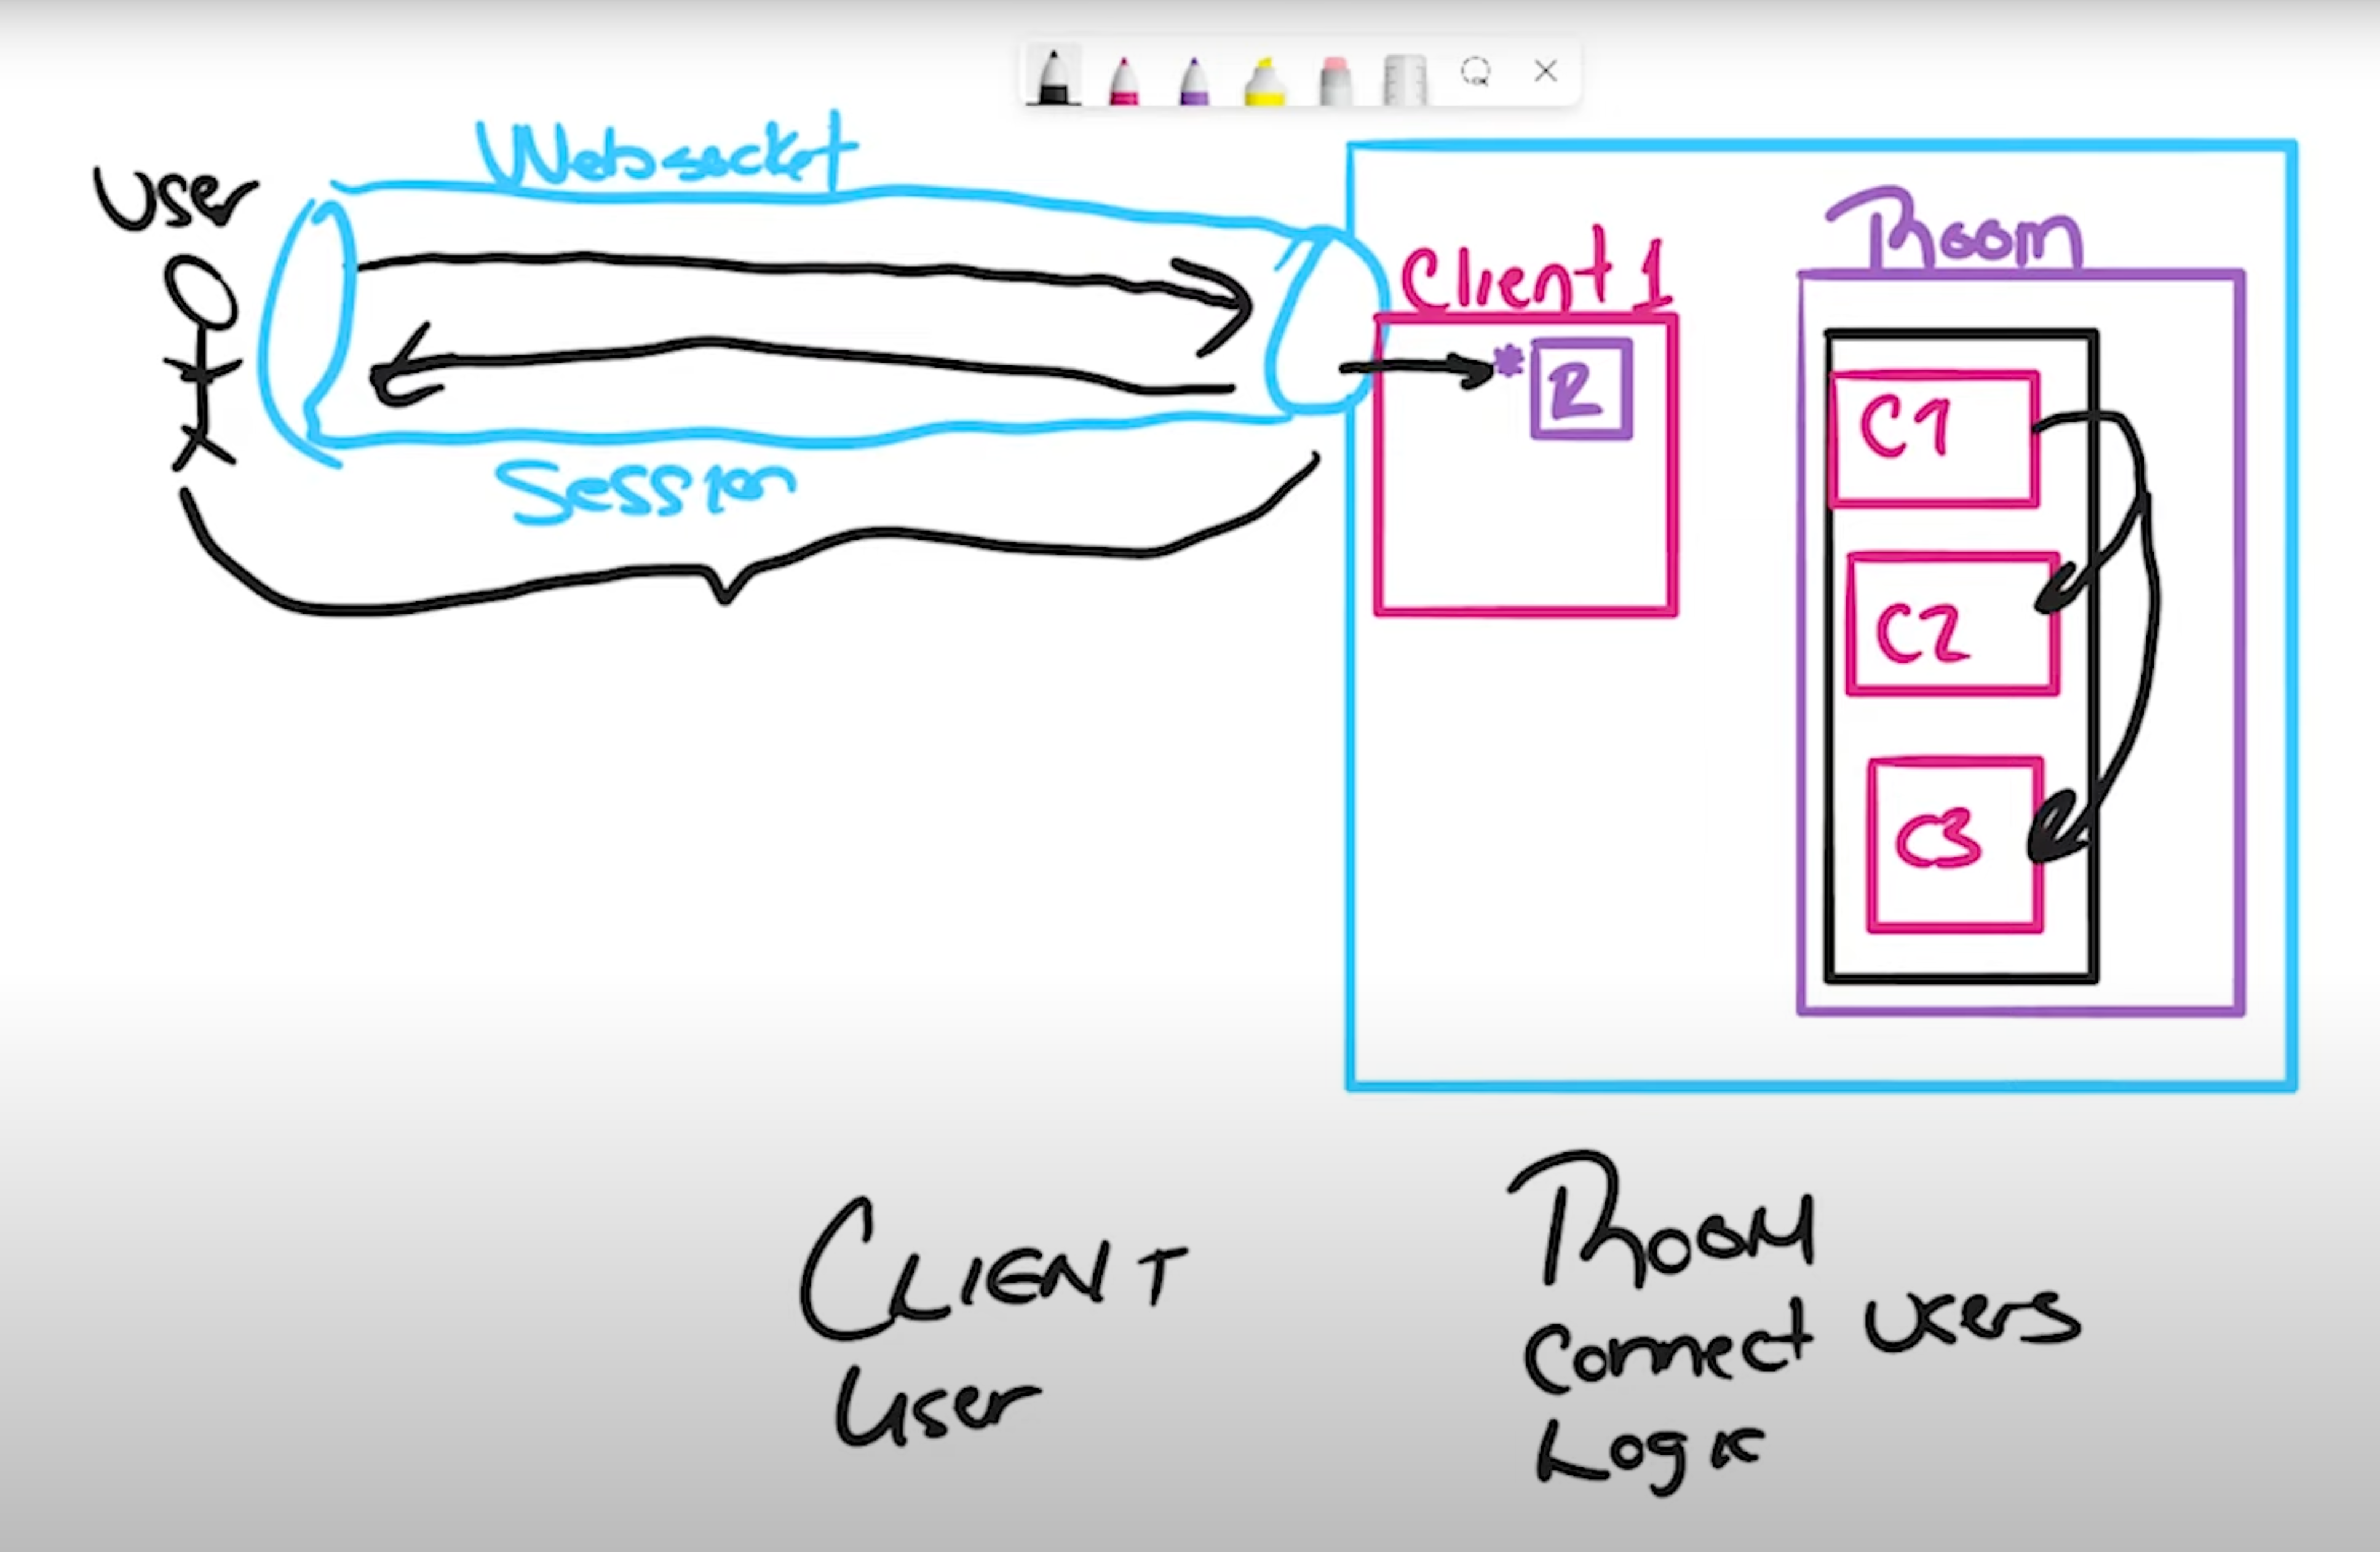 Websocket
User
Session
Client 1
* R
Room
C1
C2
C3
CLIENT
User
ROOM
Connect Users
Logic